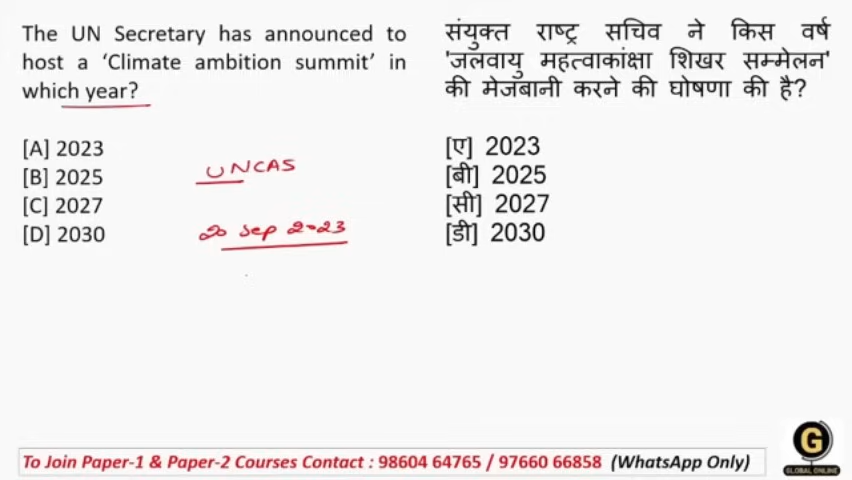 The UN Secretary has announced to
host a ‘Climate ambition summit’ in
which year?
[A] 2023
[B] 2025
[C] 2027
[D] 2030
UNCAS
20 Sep 2023
संयुक्त राष्ट्र सचिव ने किस वर्ष
'जलवायु महत्वाकांक्षा शिखर सम्मेलन'
की मेजबानी करने की घोषणा की है?
[ए] 2023
[बी] 2025
[सी] 2027
[डी] 2030
G
GLOBAL ONLINE
To Join Paper-1 & Paper-2 Courses Contact : 98604 64765 / 97660 66858 (WhatsApp Only)